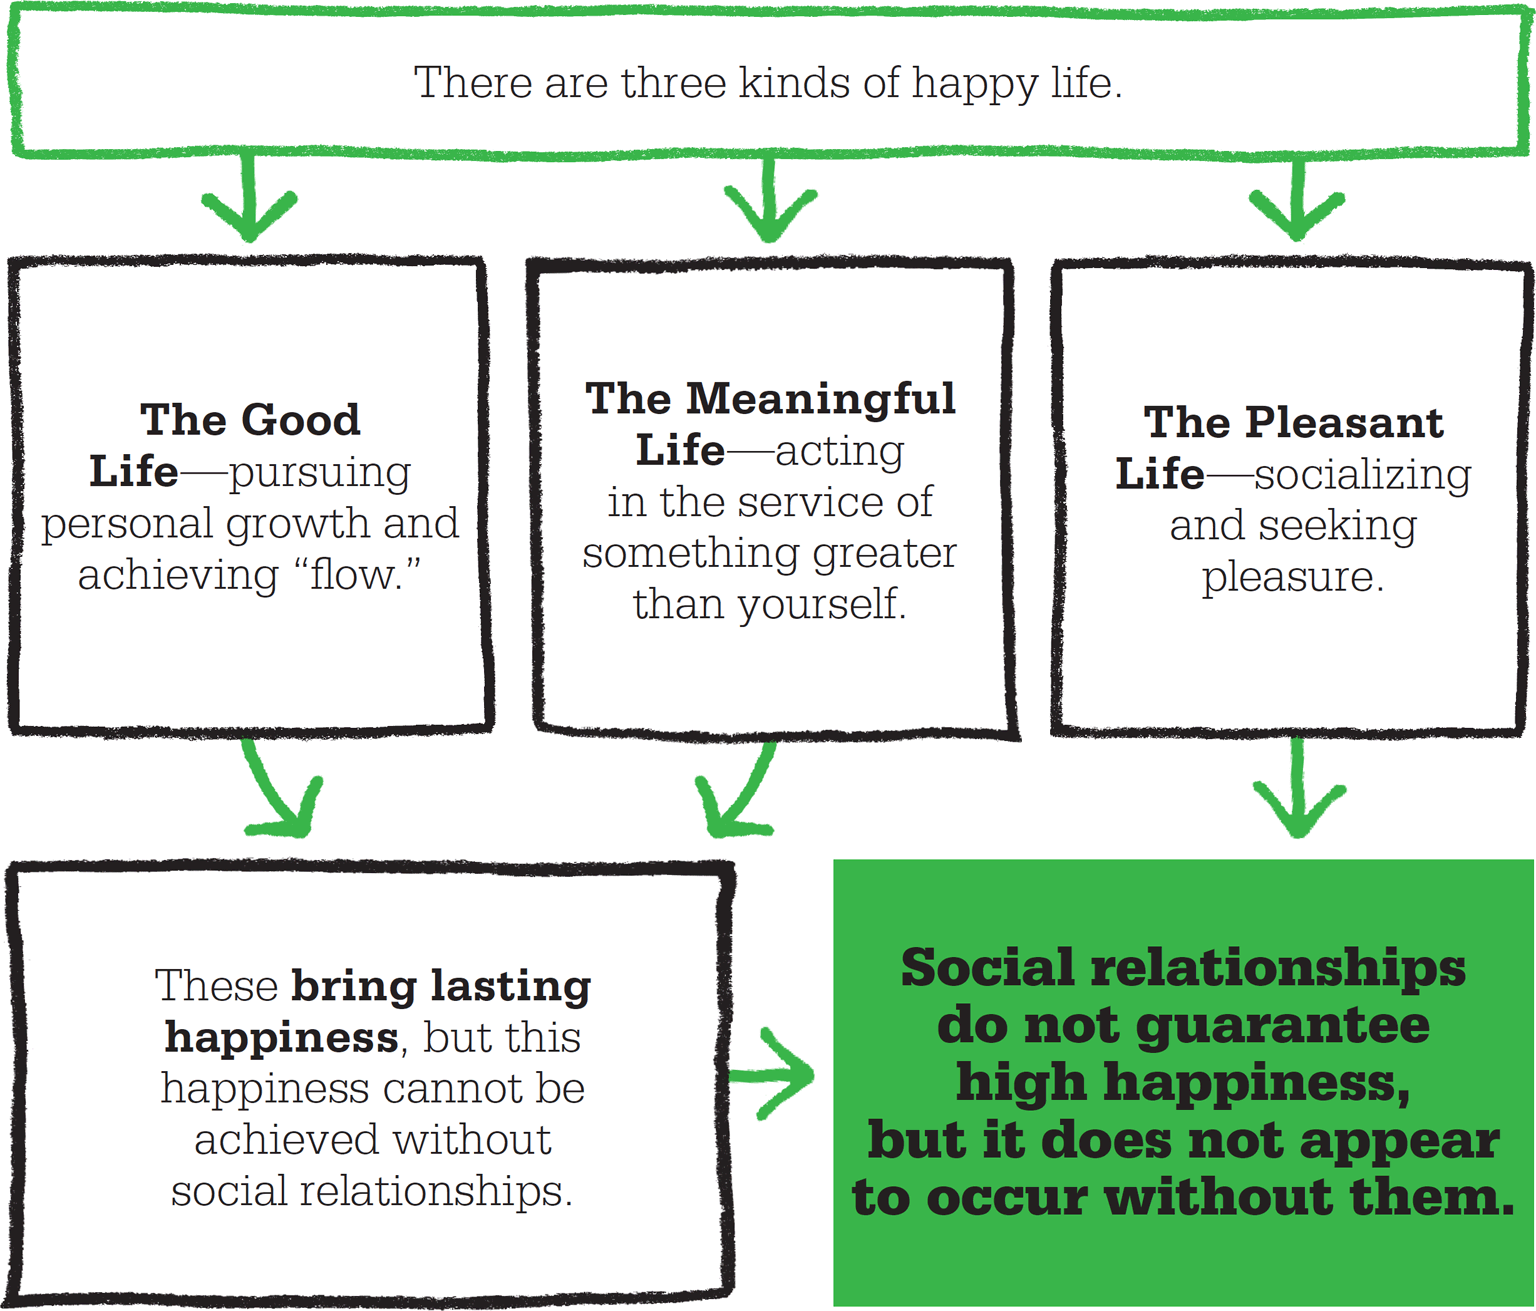 There are three kinds of happy life.
The Good
Life—pursuing
personal growth and
achieving “flow.”
The Meaningful
Life—acting
in the service of
something greater
than yourself.
The Pleasant
Life—socializing
and seeking
pleasure.
These bring lasting
happiness, but this
happiness cannot be
achieved without
social relationships.
Social relationships
do not guarantee
high happiness,
but it does not appear
to occur without them.